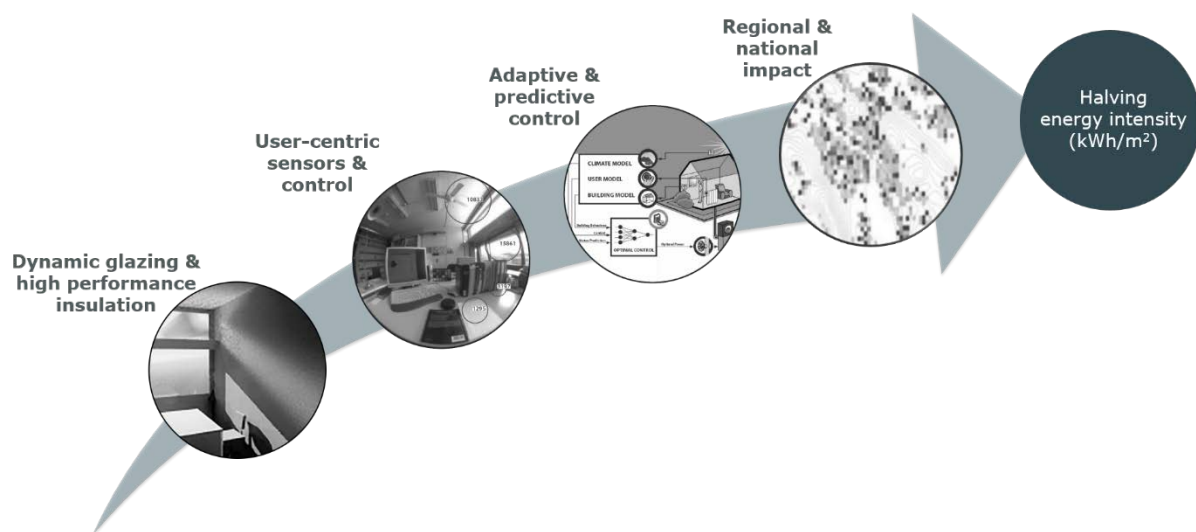 Dynamic glazing &
high performance
insulation
User-centric
sensors &
control
Adaptive &
predictive
control
CLIMATE MODEL
USER MODEL
BUILDING MODEL
OPTIMAL CONTROL
Regional &
national
impact
Halving
energy intensity
(kWh/m²)